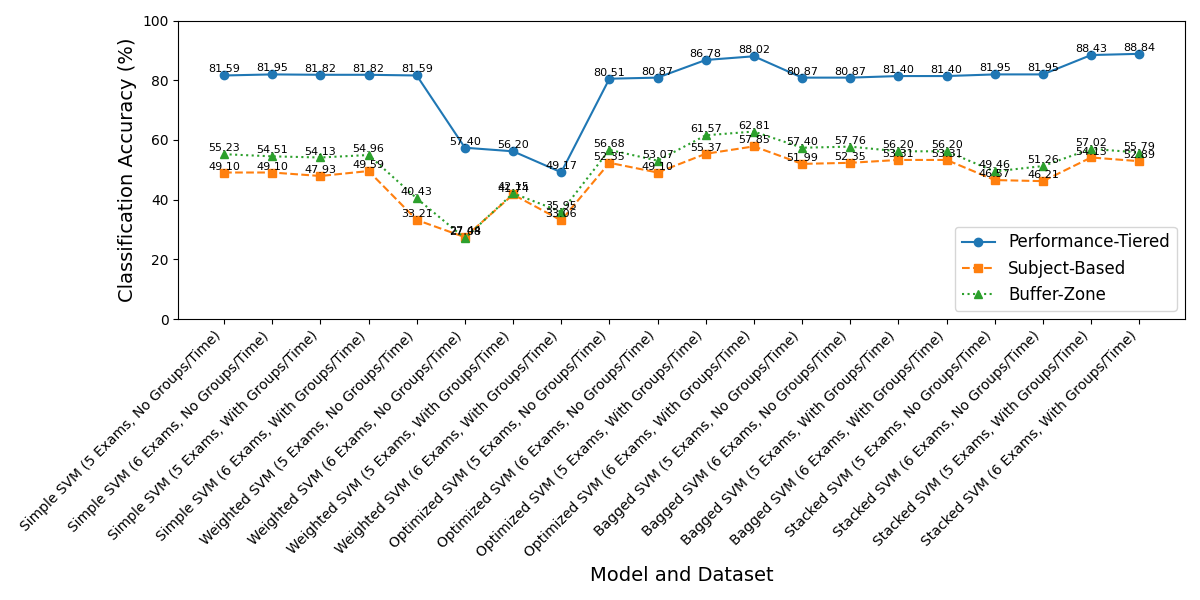 Classification Accuracy (%)
100
80
60
40
20
0
81.59
81.95
81.82
81.82
81.59
57.40
56.20
49.17
80.51
80.87
86.78
88.02
80.87
80.87
81.40
81.40
81.95
81.95
88.43
88.84
55.23
54.51
54.13
54.96
40.43
42.15
35.95
56.68
53.07
61.57
62.81
57.40
57.76
56.20
56.20
49.46
51.26
57.02
55.79
49.10
49.10
47.93
49.59
33.21
33.06
52.35
49.10
55.37
57.85
51.99
52.35
53.31
53.31
46.57
46.21
54.13
52.89
Performance-Tiered
Subject-Based
Buffer-Zone
Simple SVM (5 Exams, No Groups/Time)
Simple SVM (6 Exams, No Groups/Time)
Simple SVM (5 Exams, With Groups/Time)
Simple SVM (6 Exams, With Groups/Time)
Weighted SVM (5 Exams, No Groups/Time)
Weighted SVM (6 Exams, No Groups/Time)
Weighted SVM (5 Exams, With Groups/Time)
Weighted SVM (6 Exams, With Groups/Time)
Optimized SVM (5 Exams, No Groups/Time)
Optimized SVM (6 Exams, No Groups/Time)
Optimized SVM (5 Exams, With Groups/Time)
Optimized SVM (6 Exams, With Groups/Time)
Bagged SVM (5 Exams, No Groups/Time)
Bagged SVM (6 Exams, No Groups/Time)
Bagged SVM (5 Exams, With Groups/Time)
Bagged SVM (6 Exams, With Groups/Time)
Stacked SVM (5 Exams, No Groups/Time)
Stacked SVM (6 Exams, No Groups/Time)
Stacked SVM (5 Exams, With Groups/Time)
Stacked SVM (6 Exams, With Groups/Time)
Model and Dataset